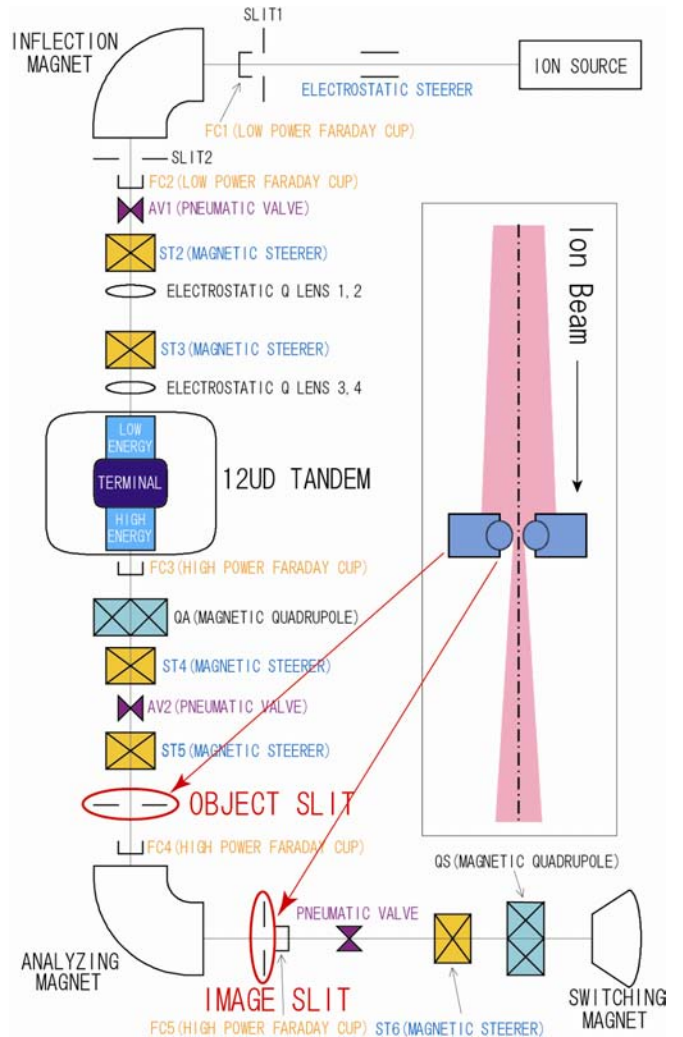 SLIT1
INFLECTION
MAGNET
ION SOURCE
ELECTROSTATIC STEERER
FC1(LOW POWER FARADAY CUP)
SLIT2
FC2(LOW POWER FARADAY CUP)
AV1(PNEUMATIC VALVE)
ST2(MAGNETIC STEERER)
ELECTROSTATIC Q LENS 1,2
ST3(MAGNETIC STEERER)
ELECTROSTATIC Q LENS 3,4
Ion Beam
LOW
ENERGY
TERMINAL
12UD TANDEM
HIGH
ENERGY
FC3(HIGH POWER FARADAY CUP)
QA(MAGNETIC QUADRUPOLE)
ST4(MAGNETIC STEERER)
AV2(PNEUMATIC VALVE)
ST5(MAGNETIC STEERER)
OBJECT SLIT
FC4(HIGH POWER FARADAY CUP)
QS(MAGNETIC QUADRUPOLE)
PNEUMATIC VALVE
ANALYZING
MAGNET
IMAGE SLIT
SWITCHING
MAGNET
FC5(HIGH POWER FARADAY CUP)
ST6(MAGNETIC STEERER)